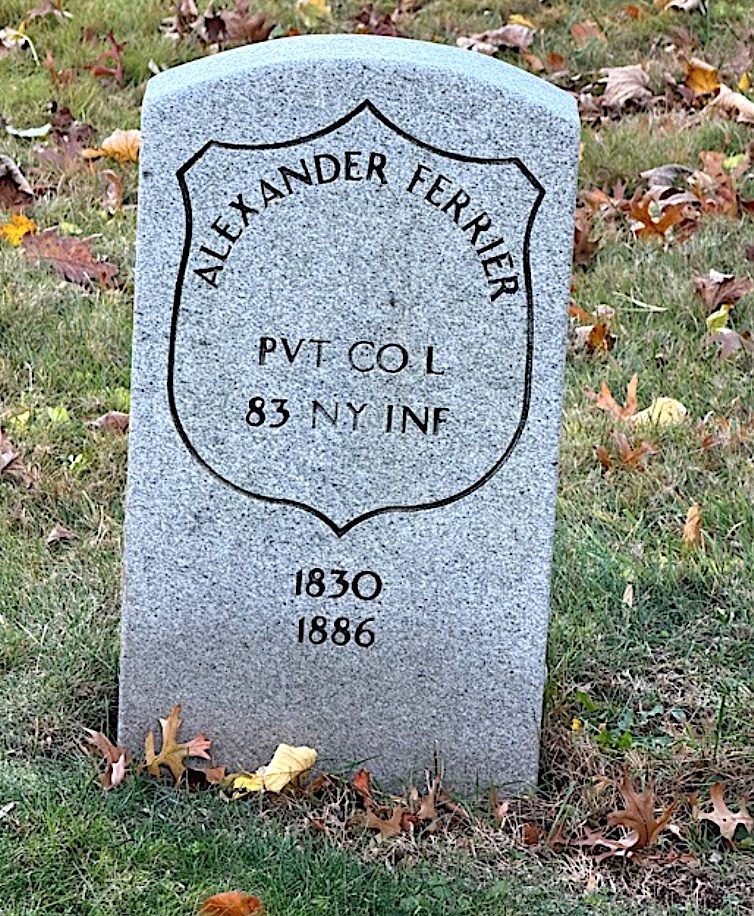 ALEXANDER FERRIER
PVT CO L
83 NY INF
1830
1886